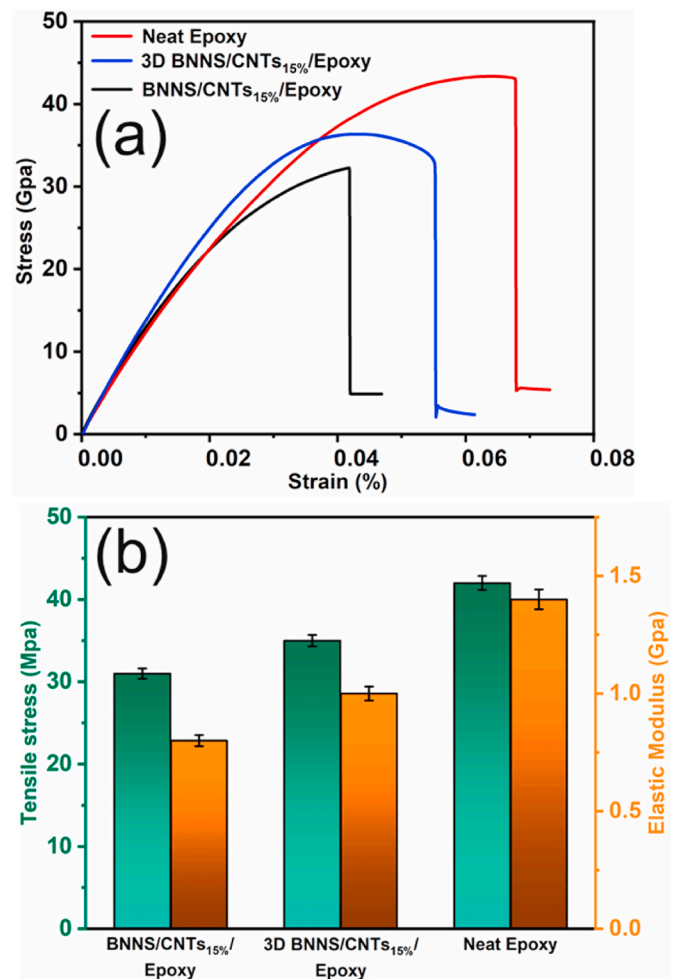 50
40
30
20
10
0
Stress (Gpa)
Neat Epoxy
3D BNNS/CNTs15%/Epoxy
BNNS/CNTs15%/Epoxy
(a)
0.00 0.02 0.04 0.06 0.08
Strain (%)
(b)
50
40
30
20
10
0
Tensile stress (Mpa)
1.5
1.0
0.5
0.0
Elastic Modulus (Gpa)
BNNS/CNTs15%/
Epoxy
3D BNNS/CNTs15%/
Epoxy
Neat Epoxy